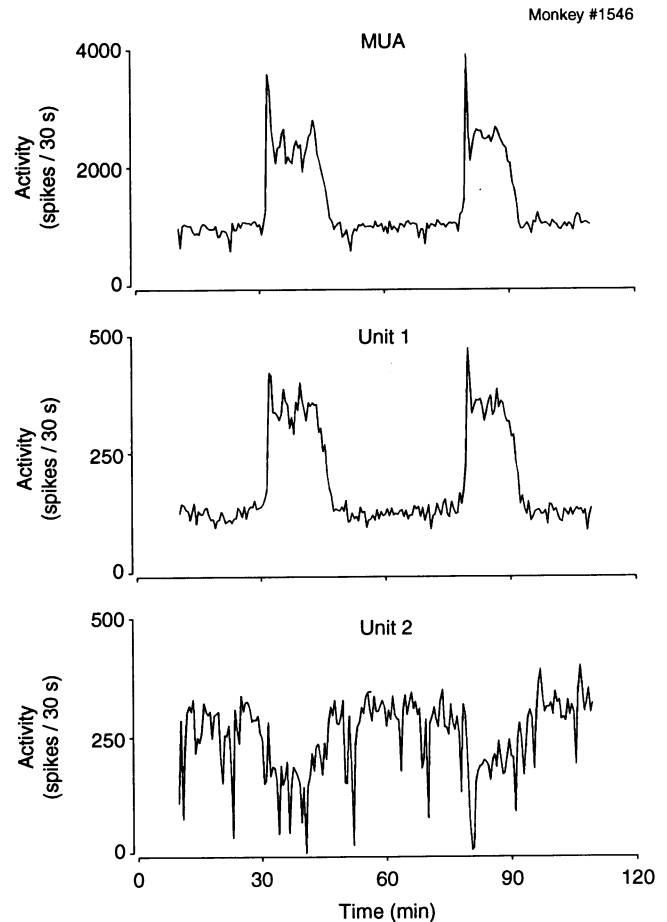 Monkey #1546
MUA
4000
2000
0
Activity
(spikes / 30 s)
Unit 1
500
250
0
Activity
(spikes / 30 s)
Unit 2
500
250
0
Activity
(spikes / 30 s)
0 30 60 90 120
Time (min)